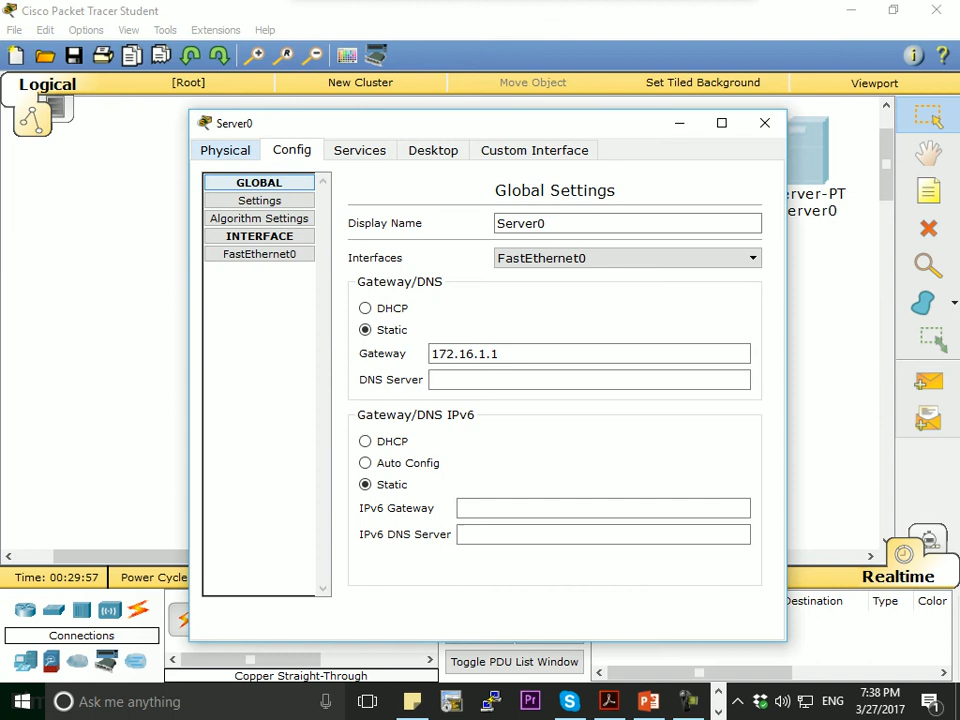 Cisco Packet Tracer Student
File Edit Options View Tools Extensions Help
Logical [Root] New Cluster Move Object Set Tiled Background Viewport
Server0
Physical Config Services Desktop Custom Interface
GLOBAL
Settings
Algorithm Settings
INTERFACE
FastEthernet0
Global Settings
Display Name Server0
Interfaces FastEthernet0
Gateway/DNS
DHCP
Static
Gateway 172.16.1.1
DNS Server
Gateway/DNS IPv6
DHCP
Auto Config
Static
IPv6 Gateway
IPv6 DNS Server
erver-PT
erver0
Time: 00:29:57 Power Cycle
Realtime
Connections
Copper Straight-Through
Toggle PDU List Window
Destination Type Color
Ask me anything
ENG
7:38 PM
3/27/2017